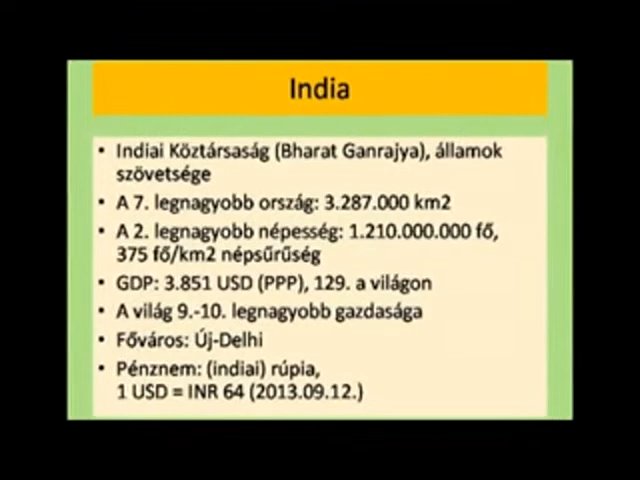 India
• Indiai Köztársaság (Bharat Ganrajya), államok
szövetsége
• A 7. legnagyobb ország: 3.287.000 km2
• A 2. legnagyobb népesség: 1.210.000.000 fő,
375 fő/km2 népsűrűség
• GDP: 3.851 USD (PPP), 129. a világon
• A világ 9.-10. legnagyobb gazdasága
• Főváros: Új-Delhi
• Pénznem: (indiai) rúpia,
1 USD = INR 64 (2013.09.12.)